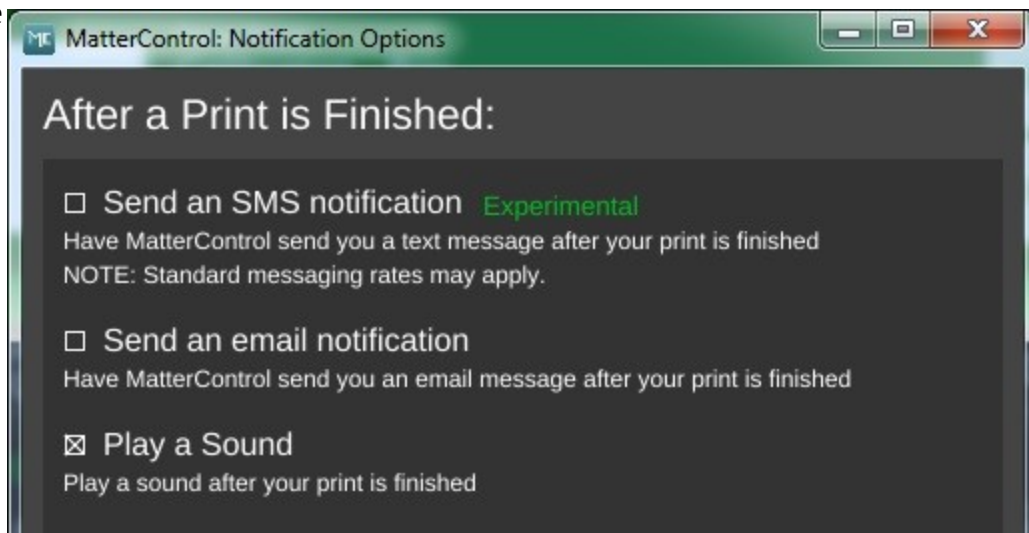 MC MatterControl: Notification Options
After a Print is Finished:
Send an SMS notification Experimental
Have MatterControl send you a text message after your print is finished
NOTE: Standard messaging rates may apply.
Send an email notification
Have MatterControl send you an email message after your print is finished
Play a Sound
Play a sound after your print is finished